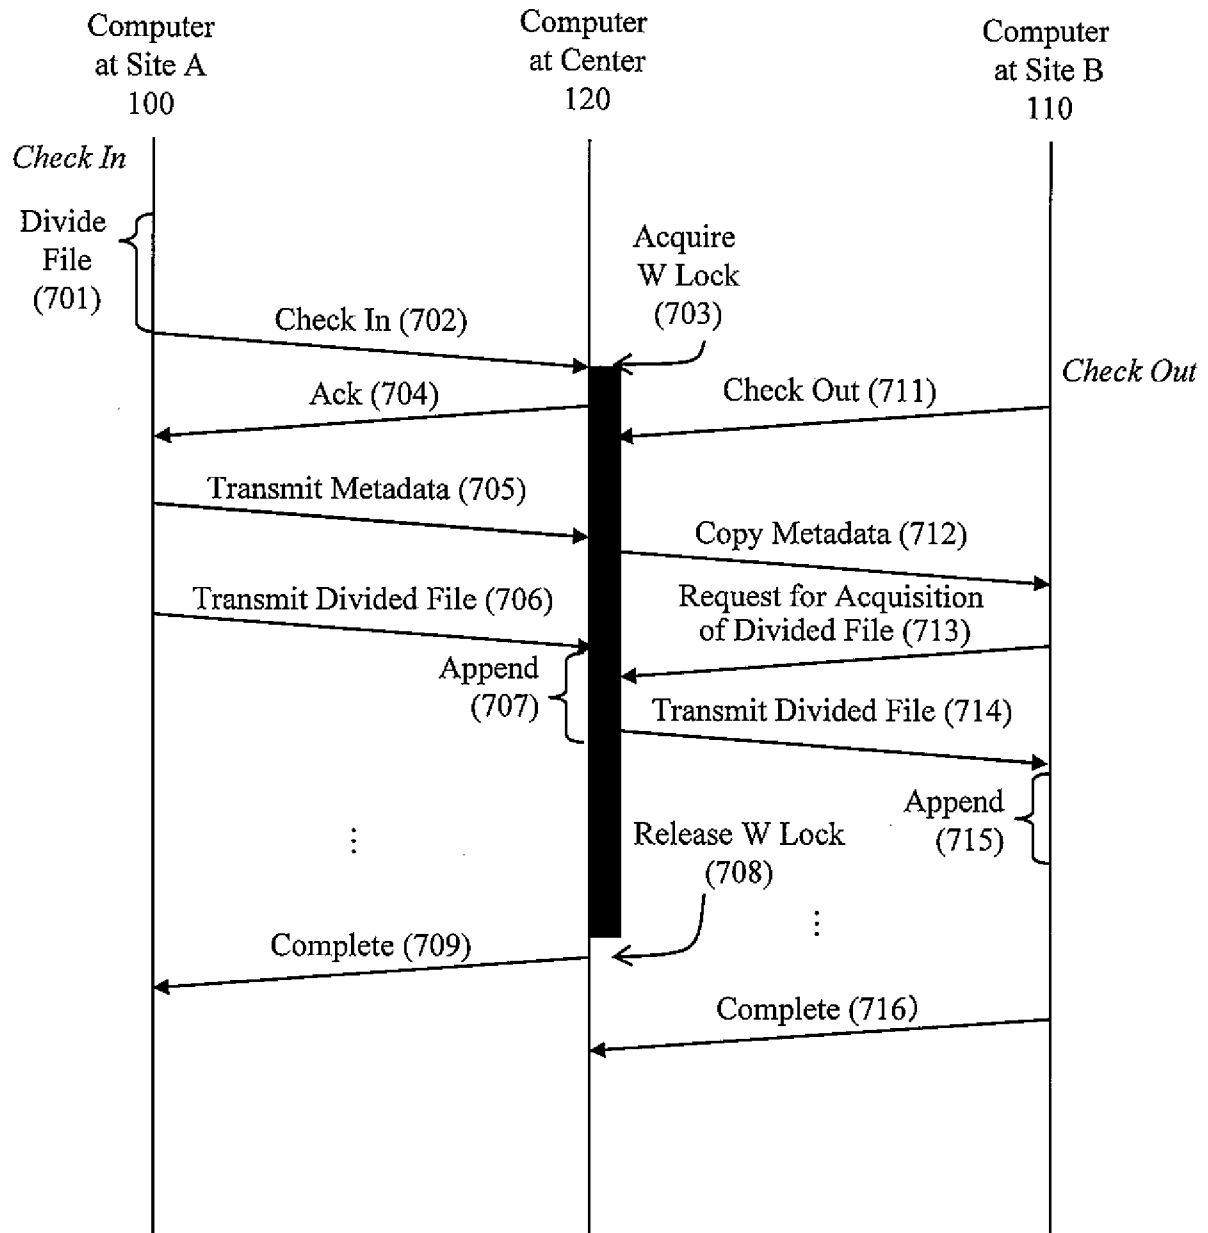 Computer
at Site A
100
Computer
at Center
120
Computer
at Site B
110
Check In
Divide
File
(701)
Acquire
W Lock
(703)
Check In (702)
Check Out
Ack (704)
Check Out (711)
Transmit Metadata (705)
Copy Metadata (712)
Transmit Divided File (706)
Request for Acquisition
of Divided File (713)
Append
(707)
Transmit Divided File (714)
Append
(715)
Release W Lock
(708)
Complete (709)
Complete (716)